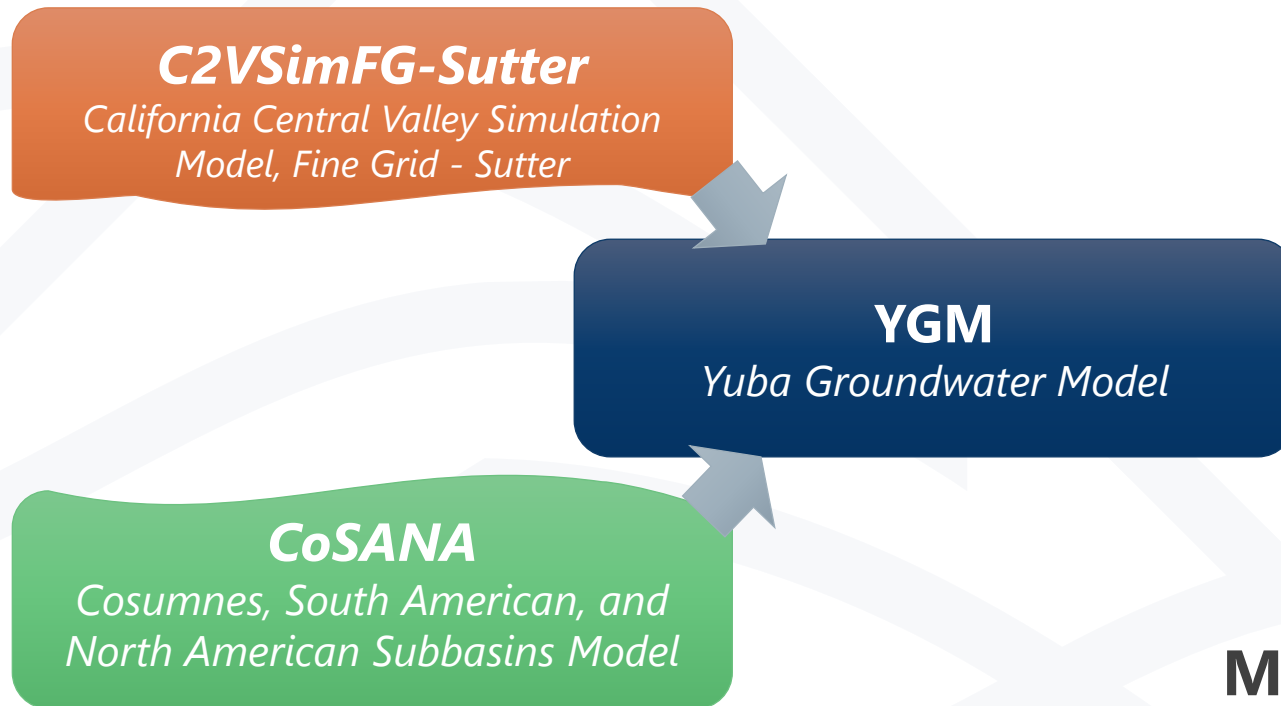 C2VSimFG-Sutter
California Central Valley Simulation
Model, Fine Grid - Sutter
YGM
Yuba Groundwater Model
CoSANA
Cosumnes, South American, and
North American Subbasins Model
M